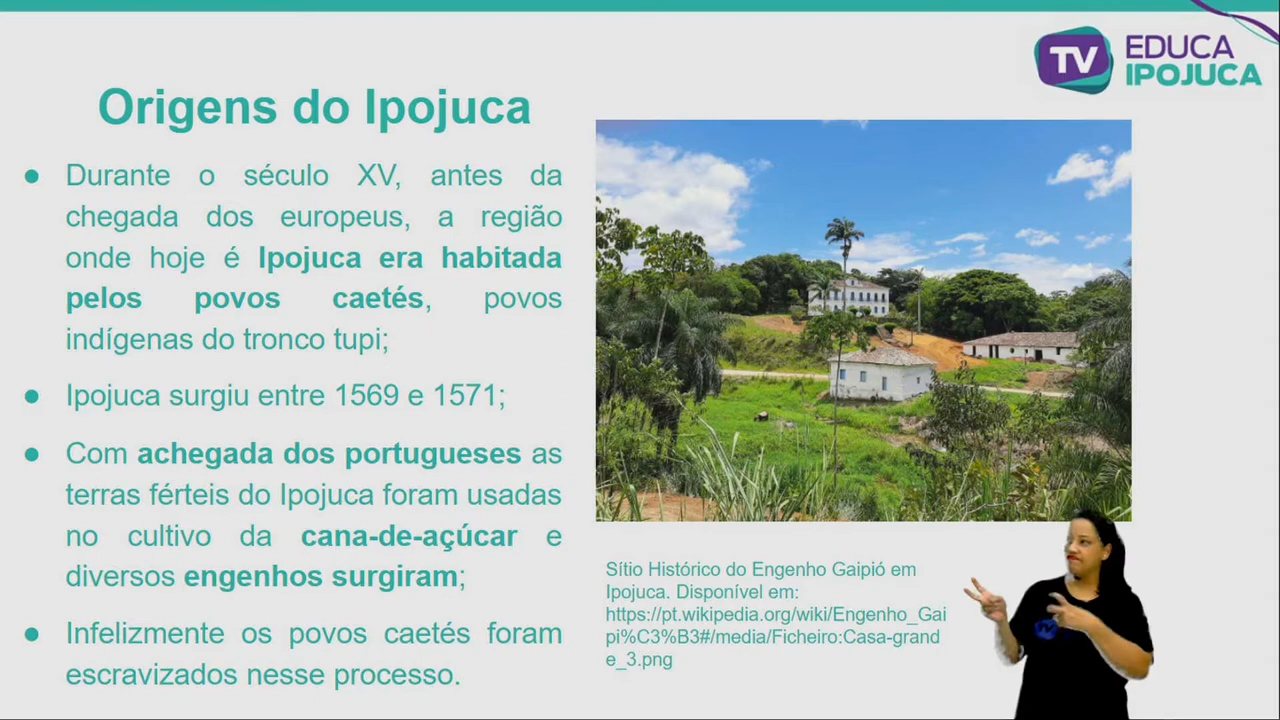 TV EDUCA
IPOJUCA
Origens do Ipojuca
● Durante o século XV, antes da
chegada dos europeus, a região
onde hoje é Ipojuca era habitada
pelos povos caetés, povos
indígenas do tronco tupi;
● Ipojuca surgiu entre 1569 e 1571;
● Com achegada dos portugueses as
terras férteis do Ipojuca foram usadas
no cultivo da cana-de-açúcar e
diversos engenhos surgiram;
● Infelizmente os povos caetés foram
escravizados nesse processo.
Sítio Histórico do Engenho Gaipió em
Ipojuca. Disponível em:
https://pt.wikipedia.org/wiki/Engenho_Gai
pi%C3%B3#/media/Ficheiro:Casa-grand
e_3.png